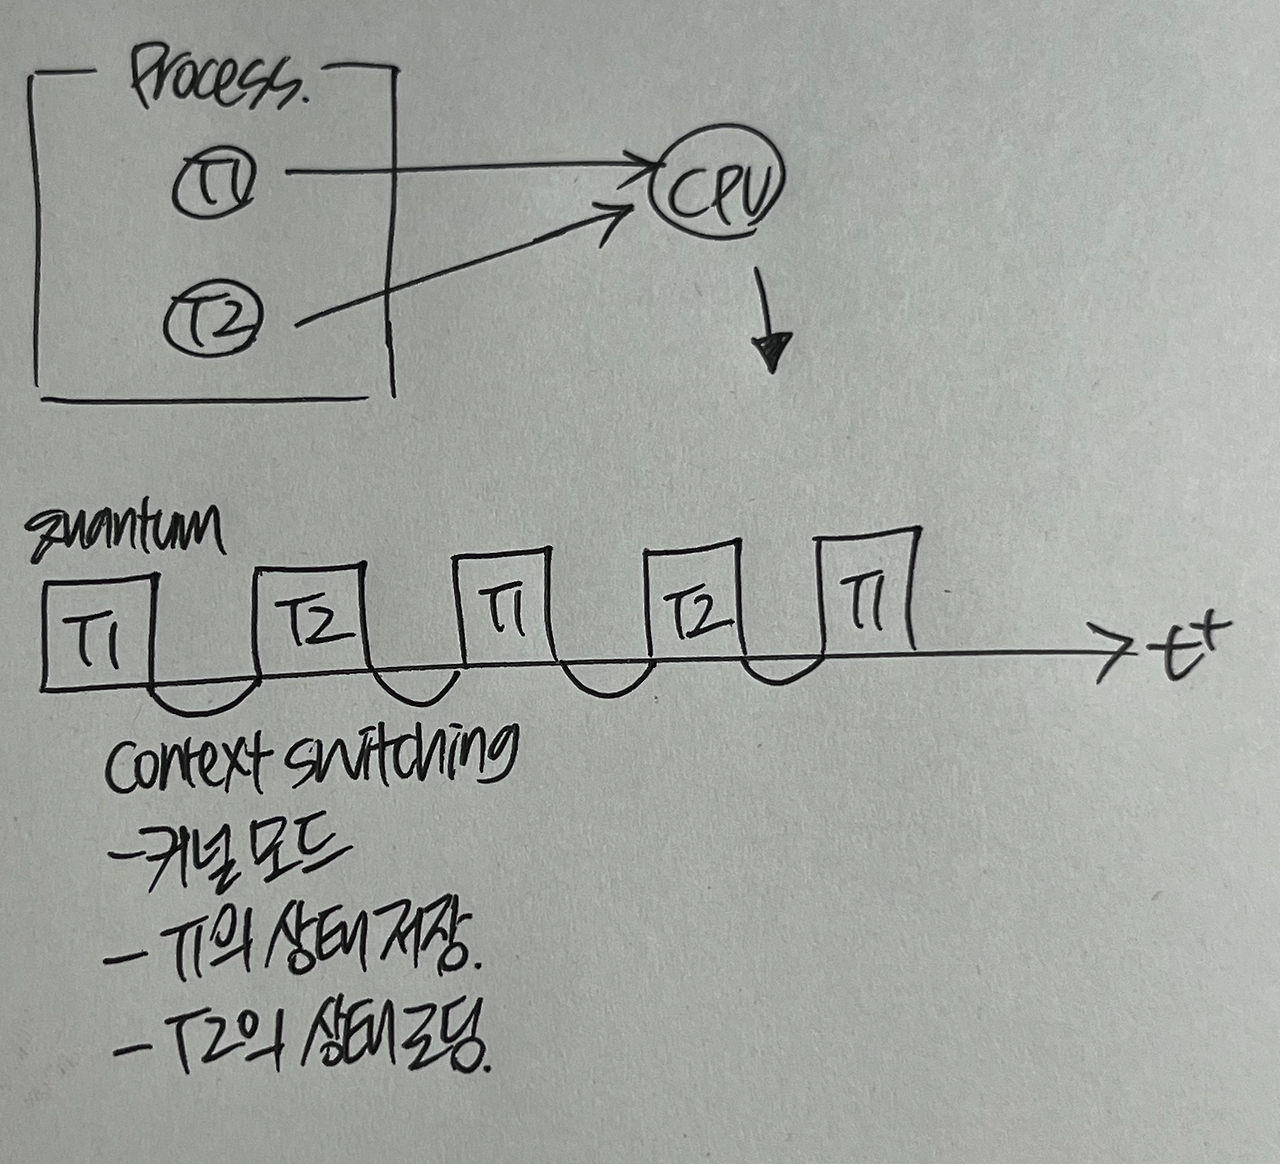 Process.
T1
CPU
T2
quantum
T1 T2 T1 T2 T1 t+
Context switching
- 커널 모드
- T1의 상태 저장.
- T2의 상태 로딩.